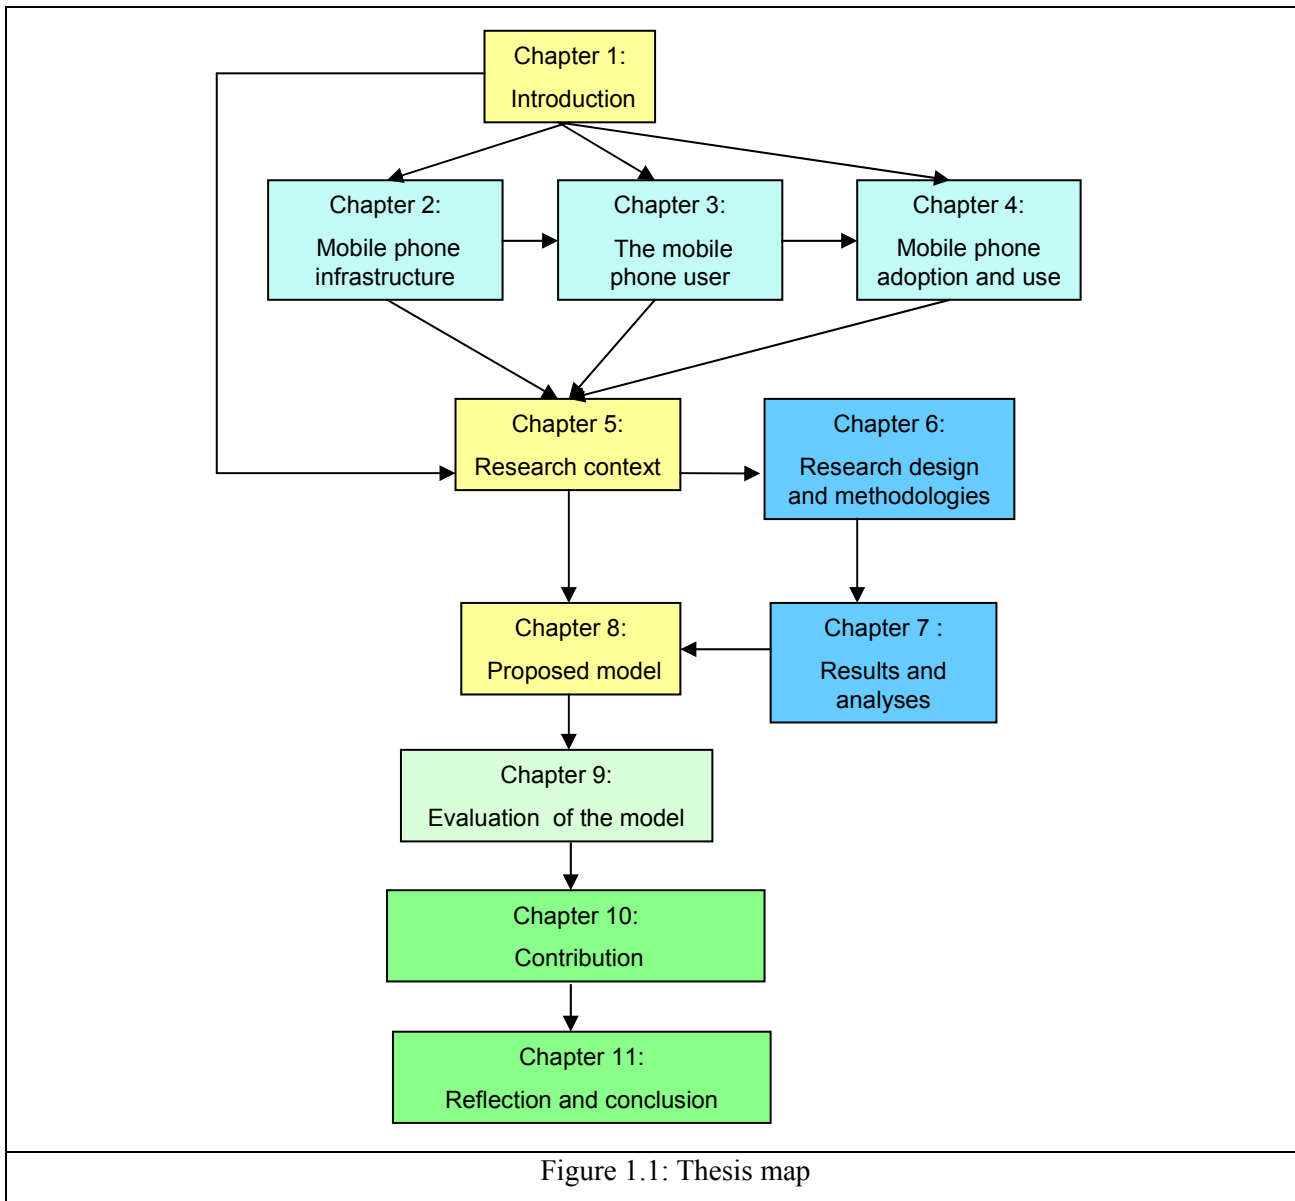 Chapter 1:
Introduction
Chapter 2:
Mobile phone
infrastructure
Chapter 3:
The mobile
phone user
Chapter 4:
Mobile phone
adoption and use
Chapter 5:
Research context
Chapter 6:
Research design
and methodologies
Chapter 8:
Proposed model
Chapter 7 :
Results and
analyses
Chapter 9:
Evaluation of the model
Chapter 10:
Contribution
Chapter 11:
Reflection and conclusion
Figure 1.1: Thesis map